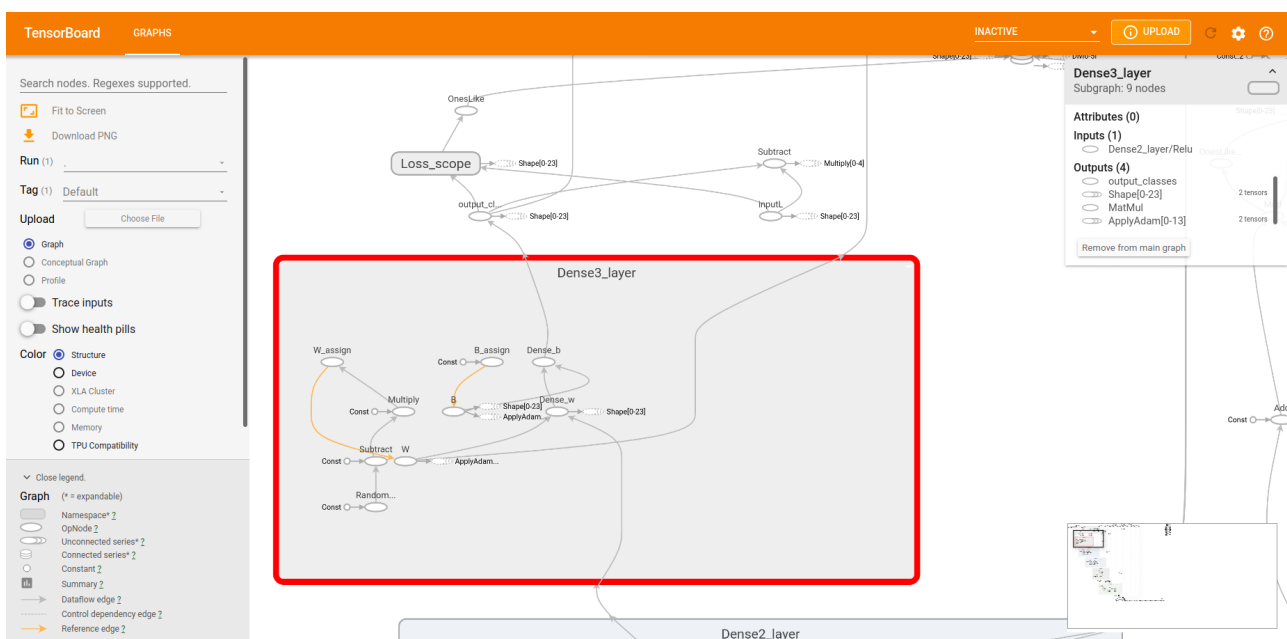 TensorBoard
GRAPHS
INACTIVE
UPLOAD
Search nodes. Regexes supported.
Fit to Screen
Download PNG
Run (1) .
Tag (1) Default
Upload Choose File
Graph
Conceptual Graph
Profile
Trace inputs
Show health pills
Color Structure
Device
XLA Cluster
Compute time
Memory
TPU Compatibility
Close legend.
Graph (* = expandable)
Namespace* ?
OpNode ?
Unconnected series* ?
Connected series* ?
Constant ?
Summary ?
Dataflow edge ?
Control dependency edge ?
Reference edge ?
OnesLike
Loss_scope
Shape[0-23]
Subtract
Multiply[0-4]
output_cl...
Shape[0-23]
InputL
Shape[0-23]
Dense3_layer
W_assign
B_assign
Dense_b
Const
Multiply
Const
B
Shape[0-23]
ApplyAdam...
Dense_w
Shape[0-23]
Subtract
W
Const
ApplyAdam...
Random...
Const
Dense2_layer
Dense3_layer
Subgraph: 9 nodes
Attributes (0)
Inputs (1)
Dense2_layer/Relu
Outputs (4)
output_classes
Shape[0-23] 2 tensors
MatMul
ApplyAdam[0-13] 2 tensors
Remove from main graph
Const